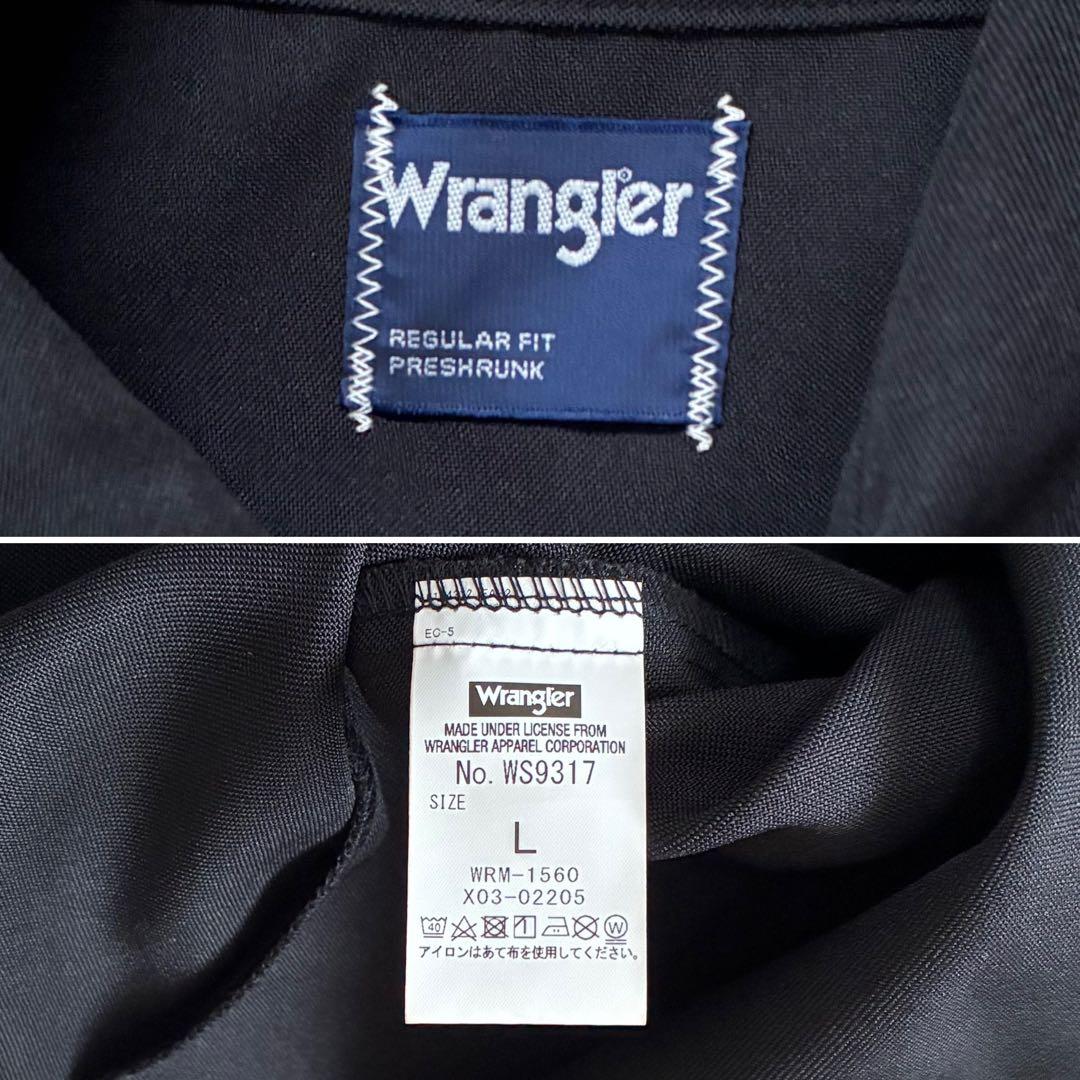 Wrangler
REGULAR FIT
PRESHRUNK
EC-5
Wrangler
MADE UNDER LICENSE FROM
WRANGLER APPAREL CORPORATION
No. WS9317
SIZE
L
WRM-1560
X03-02205
40 W
アイロンはあて布を使用してください。